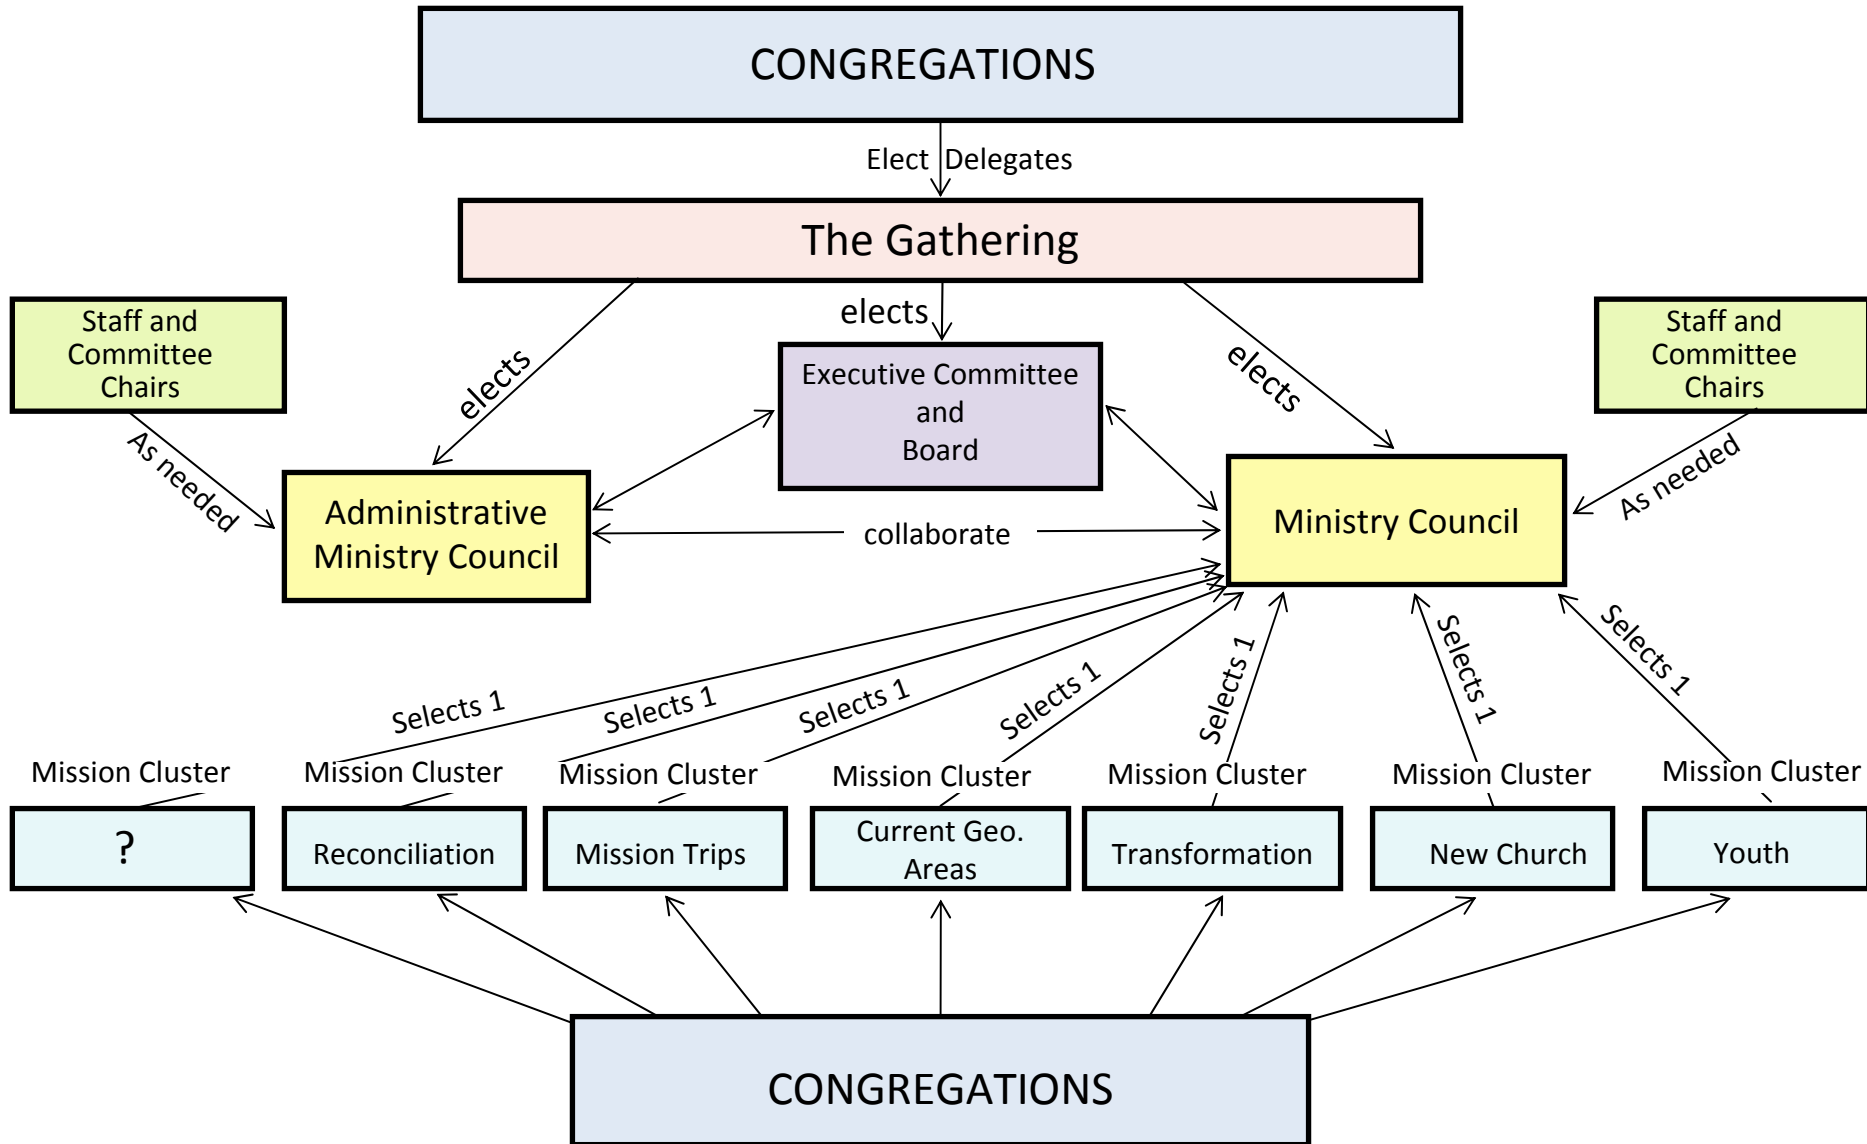 CONGREGATIONS
Elect Delegates
The Gathering
elects
elects
elects
Staff and
Committee
Chairs
Staff and
Committee
Chairs
Executive Committee
and
Board
As needed
As needed
Administrative
Ministry Council
collaborate
Ministry Council
Selects 1
Selects 1
Selects 1
Selects 1
Selects 1
Selects 1
Selects 1
Mission Cluster
Mission Cluster
Mission Cluster
Mission Cluster
Mission Cluster
Mission Cluster
Mission Cluster
?
Reconciliation
Mission Trips
Current Geo.
Areas
Transformation
New Church
Youth
CONGREGATIONS